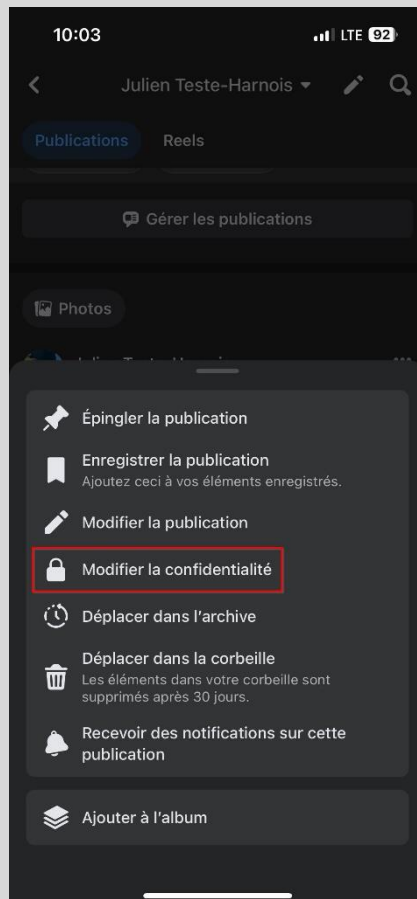 10:03
LTE 92
Julien Teste-Harnois
Publications Reels
Gérer les publications
Photos
Épingler la publication
Enregistrer la publication
Ajoutez ceci à vos éléments enregistrés.
Modifier la publication
Modifier la confidentialité
Déplacer dans l'archive
Déplacer dans la corbeille
Les éléments dans votre corbeille sont
supprimés après 30 jours.
Recevoir des notifications sur cette
publication
Ajouter à l'album